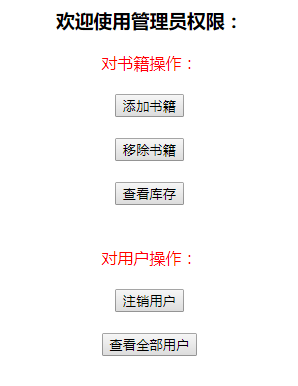 欢迎使用管理员权限：
对书籍操作：
添加书籍
移除书籍
查看库存
对用户操作：
注销用户
查看全部用户